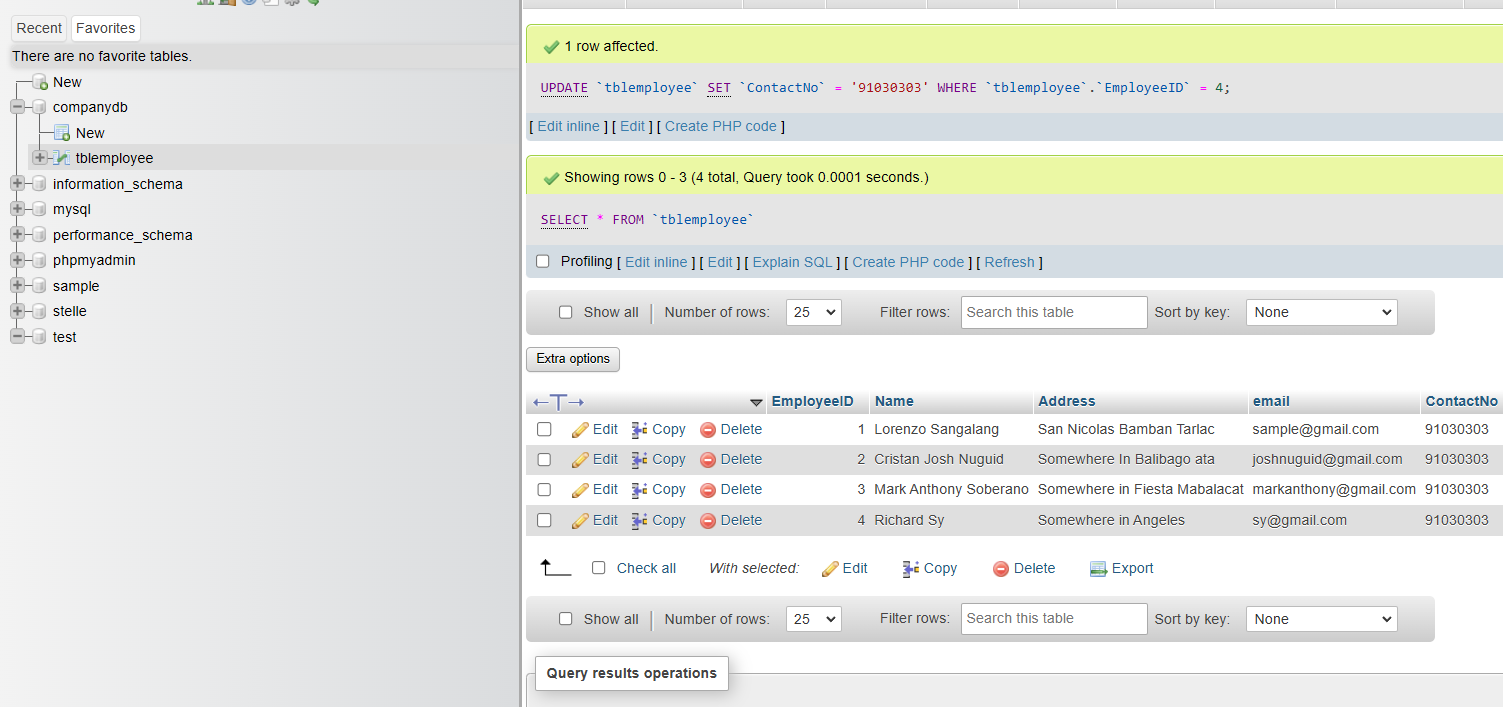 Recent Favorites
There are no favorite tables.
New
companydb
New
tblemployee
information_schema
mysql
performance_schema
phpmyadmin
sample
stelle
test
1 row affected.
UPDATE `tblemployee` SET `ContactNo` = '91030303' WHERE `tblemployee`.`EmployeeID` = 4;
[ Edit inline ] [ Edit ] [ Create PHP code ]
Showing rows 0 - 3 (4 total, Query took 0.0001 seconds.)
SELECT * FROM `tblemployee`
Profiling [ Edit inline ] [ Edit ] [ Explain SQL ] [ Create PHP code ] [ Refresh ]
Show all | Number of rows: 25 Filter rows: Search this table Sort by key: None
Extra options
←T→ EmployeeID Name Address email ContactNo
Edit Copy Delete 1 Lorenzo Sangalang San Nicolas Bamban Tarlac sample@gmail.com 91030303
Edit Copy Delete 2 Cristan Josh Nuguid Somewhere In Balibago ata joshnuguid@gmail.com 91030303
Edit Copy Delete 3 Mark Anthony Soberano Somewhere in Fiesta Mabalacat markanthony@gmail.com 91030303
Edit Copy Delete 4 Richard Sy Somewhere in Angeles sy@gmail.com 91030303
Check all With selected: Edit Copy Delete Export
Show all | Number of rows: 25 Filter rows: Search this table Sort by key: None
Query results operations